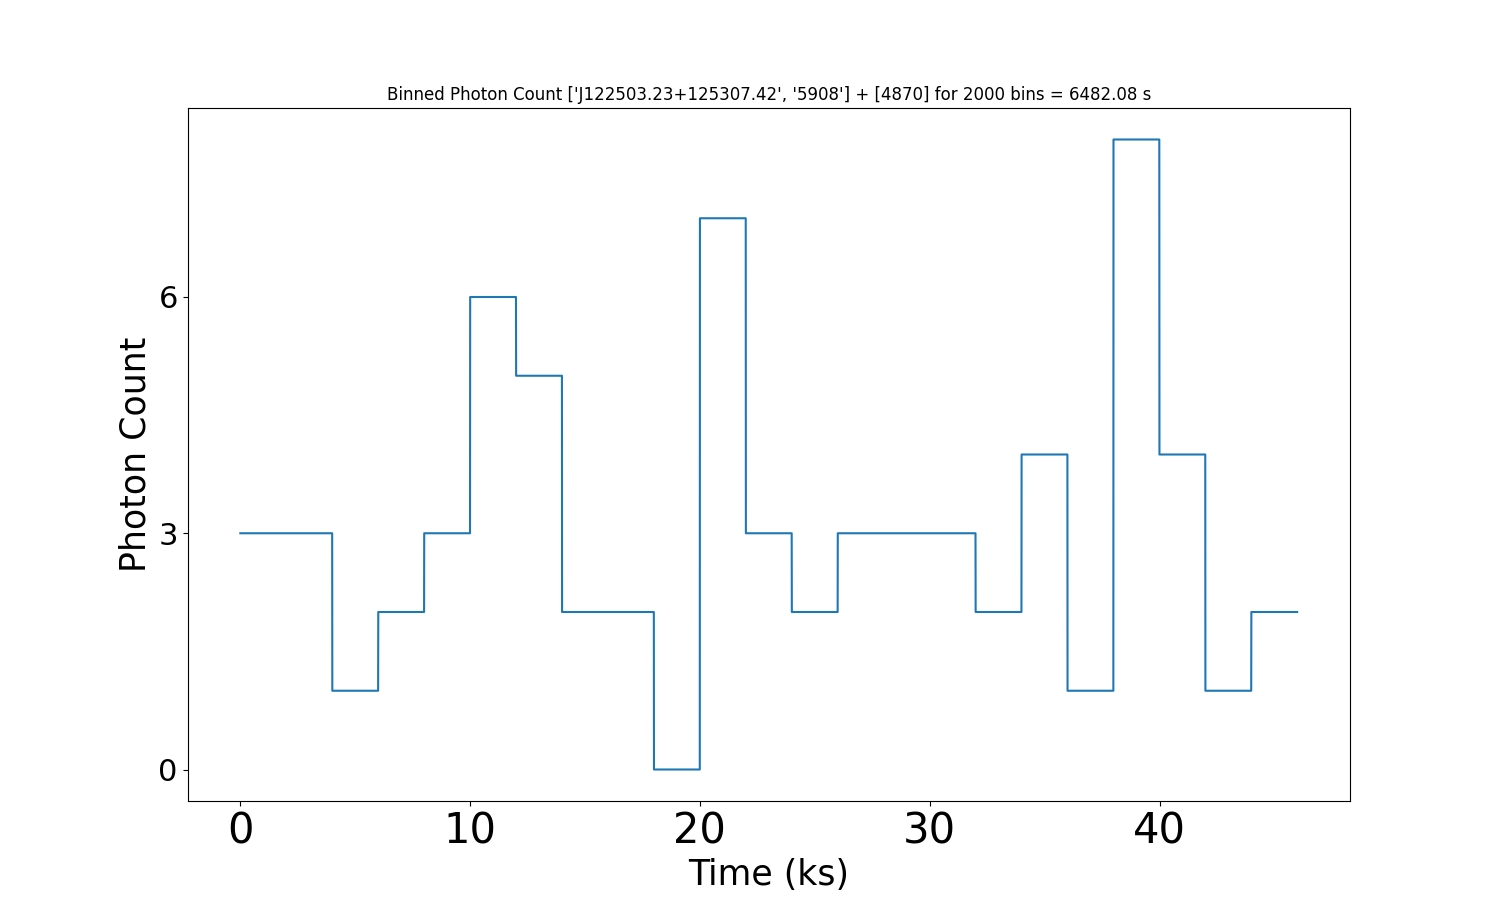 Binned Photon Count ['J122503.23+125307.42', '5908'] + [4870] for 2000 bins = 6482.08 s
Photon Count
6
3
0
0 10 20 30 40
Time (ks)